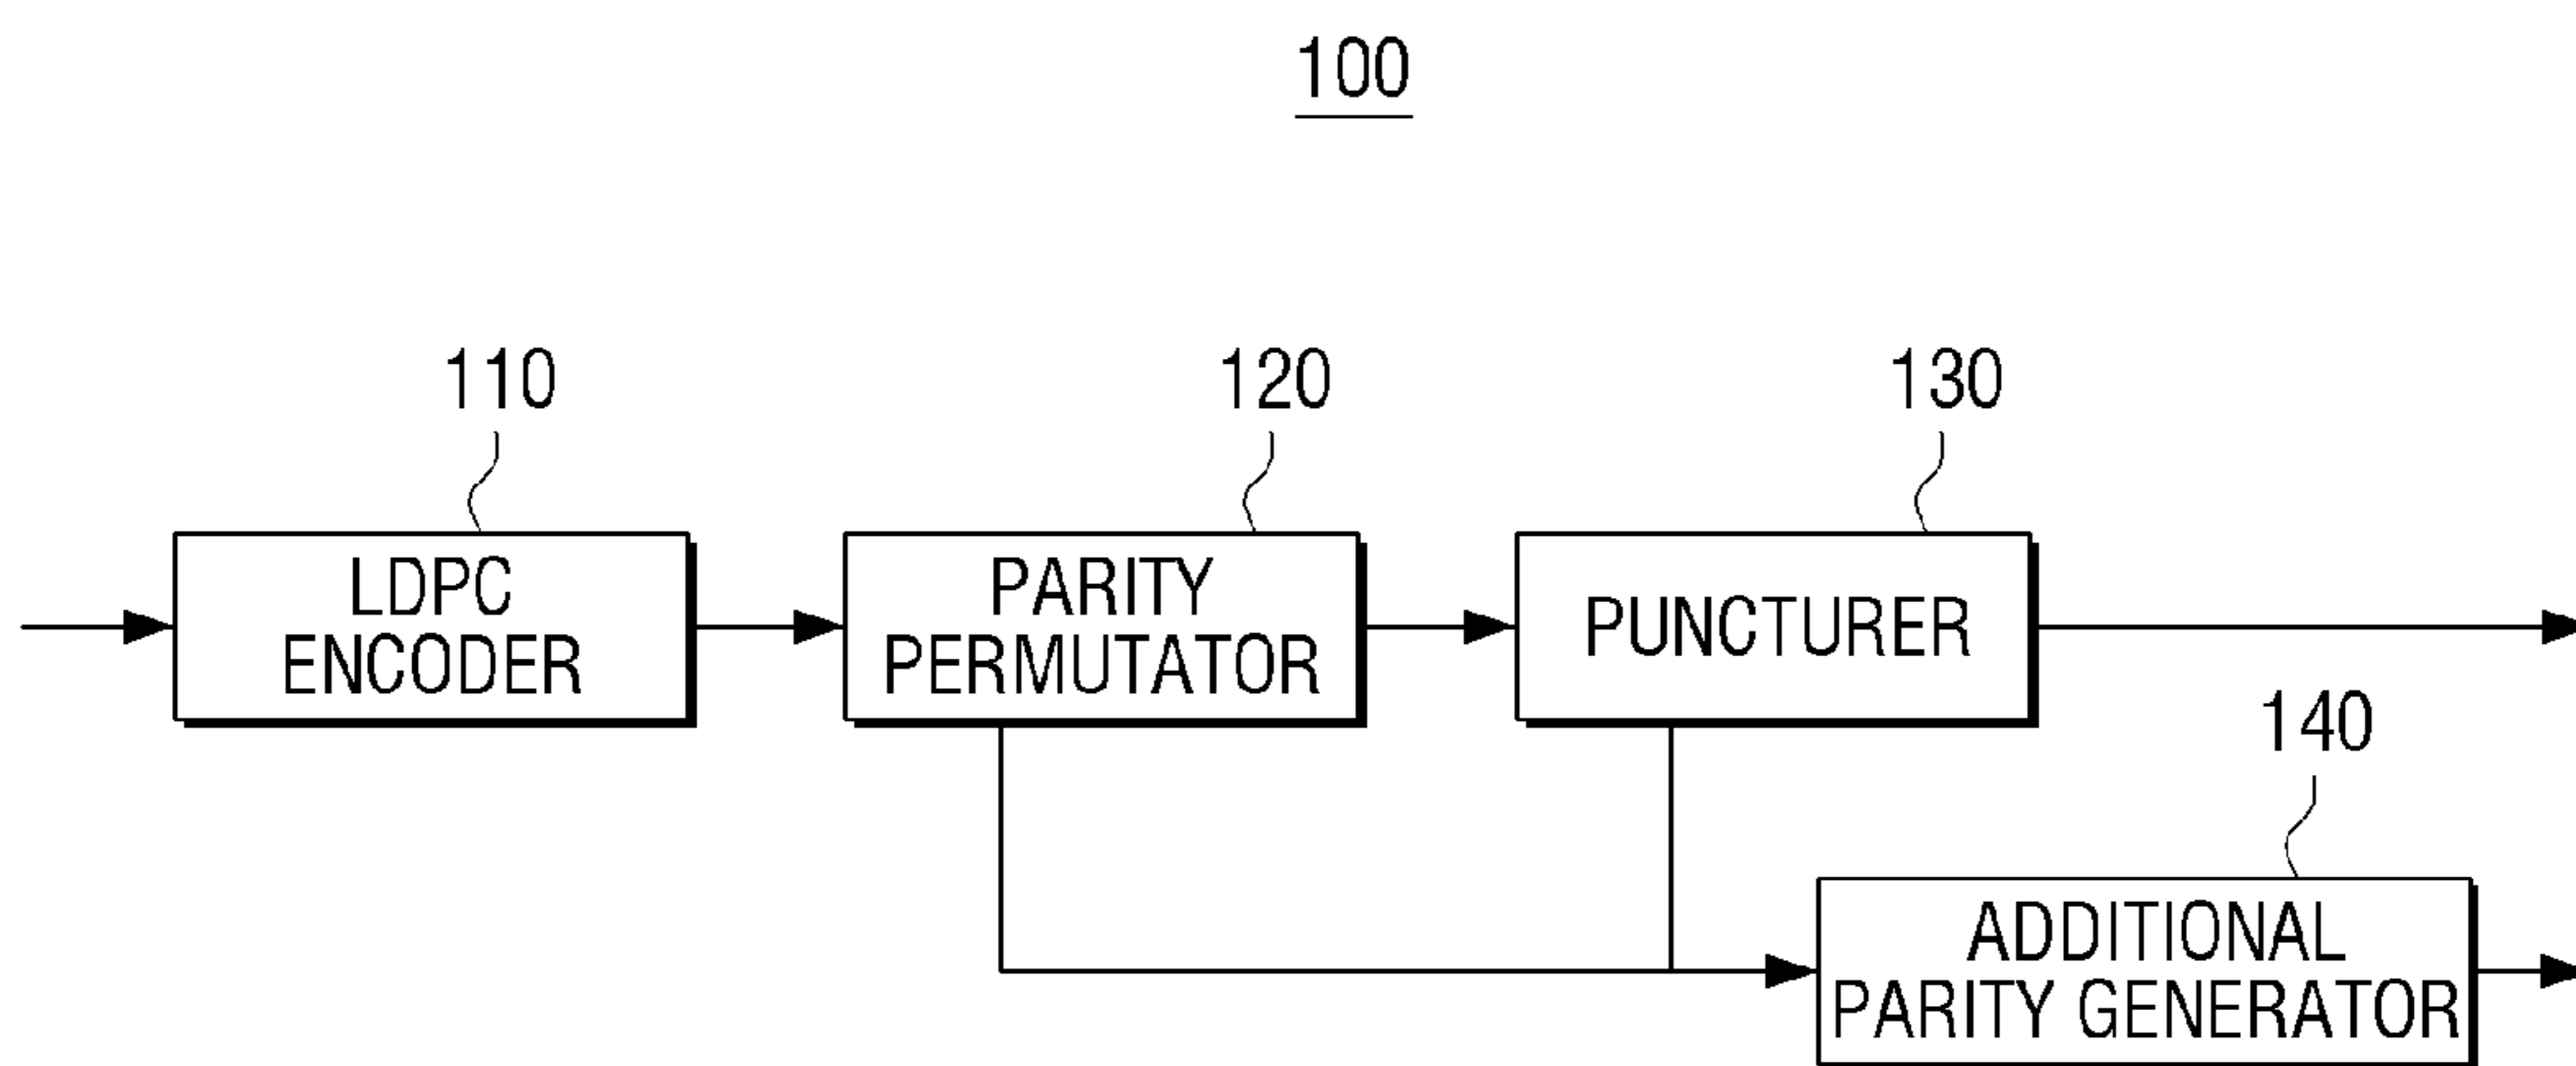 100
110
120
130
LDPC
ENCODER
PARITY
PERMUTATOR
PUNCTURER
140
ADDITIONAL
PARITY GENERATOR